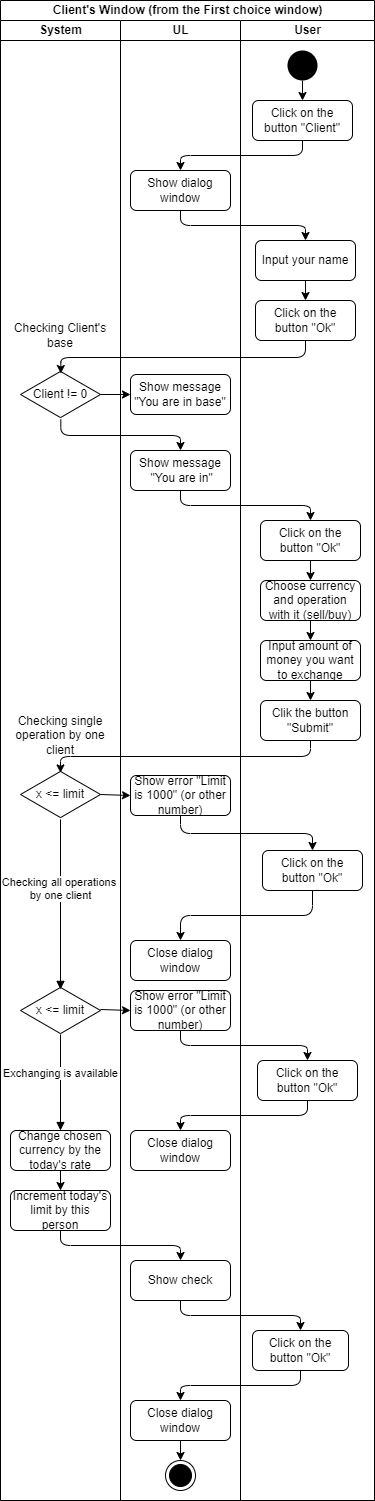 Client's Window (from the First choice window)
System
UL
User
Click on the
button "Client"
Show dialog
window
Input your name
Click on the
button "Ok"
Checking Client's
base
Client != 0
Show message
"You are in base"
Show message
"You are in"
Click on the
button "Ok"
Choose currency
and operation
with it (sell/buy)
Input amount of
money you want
to exchange
Clik the button
"Submit"
Checking single
operation by one
client
x <= limit
Show error "Limit
is 1000" (or other
number)
Click on the
button "Ok"
Checking all operations
by one client
Close dialog
window
x <= limit
Show error "Limit
is 1000" (or other
number)
Click on the
button "Ok"
Exchanging is available
Change chosen
currency by the
today's rate
Close dialog
window
Increment today's
limit by this
person
Show check
Click on the
button "Ok"
Close dialog
window